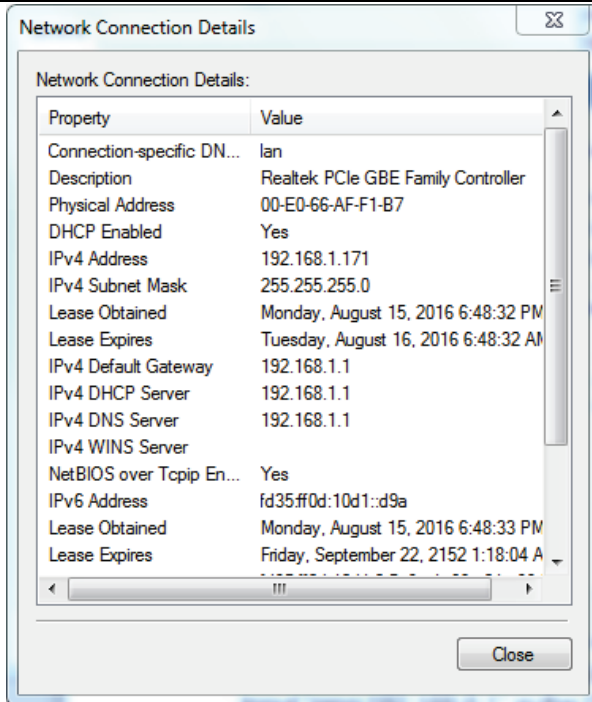 Network Connection Details
Network Connection Details:
Property Value
Connection-specific DN... lan
Description Realtek PCIe GBE Family Controller
Physical Address 00-E0-66-AF-F1-B7
DHCP Enabled Yes
IPv4 Address 192.168.1.171
IPv4 Subnet Mask 255.255.255.0
Lease Obtained Monday, August 15, 2016 6:48:32 PM
Lease Expires Tuesday, August 16, 2016 6:48:32 AM
IPv4 Default Gateway 192.168.1.1
IPv4 DHCP Server 192.168.1.1
IPv4 DNS Server 192.168.1.1
IPv4 WINS Server
NetBIOS over Tcpip En... Yes
IPv6 Address fd35:ff0d:10d1::d9a
Lease Obtained Monday, August 15, 2016 6:48:33 PM
Lease Expires Friday, September 22, 2152 1:18:04 A
Close